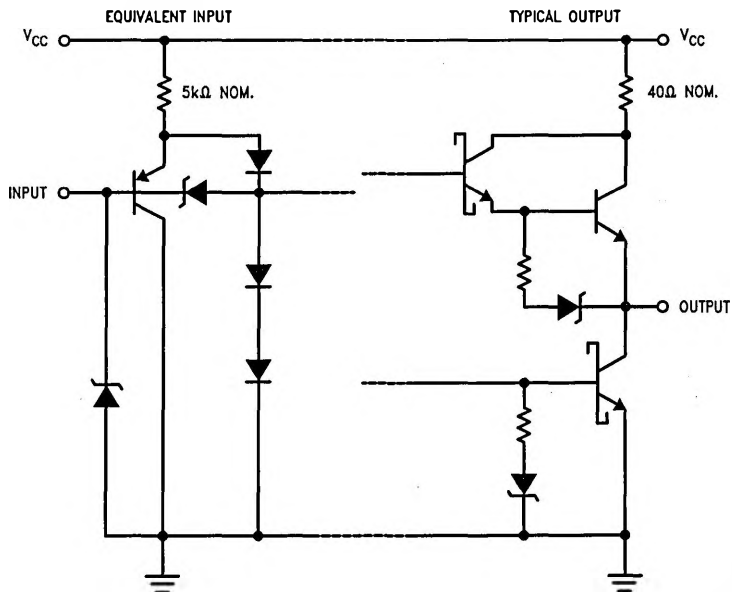 EQUIVALENT INPUT
TYPICAL OUTPUT
VCC
VCC
5kΩ NOM.
40Ω NOM.
INPUT
OUTPUT